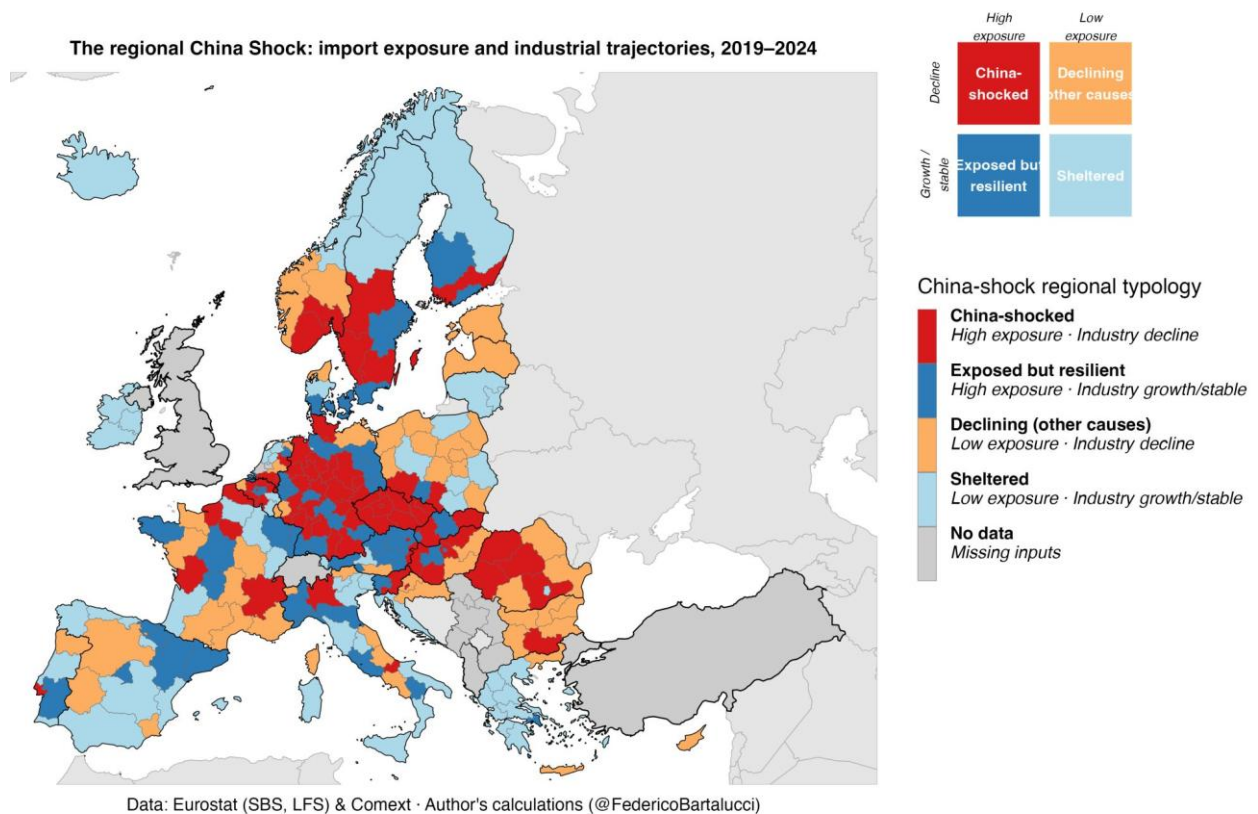 The regional China Shock: import exposure and industrial trajectories, 2019–2024
High
exposure
Low
exposure
Decline
Growth /
stable
China-
shocked
Declining
other causes
Exposed but
resilient
Sheltered
China-shock regional typology
China-shocked
High exposure · Industry decline
Exposed but resilient
High exposure · Industry growth/stable
Declining (other causes)
Low exposure · Industry decline
Sheltered
Low exposure · Industry growth/stable
No data
Missing inputs
Data: Eurostat (SBS, LFS) & Comext · Author's calculations (@FedericoBartalucci)